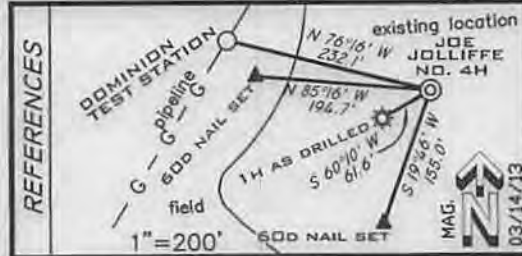 REFERENCES
existing location
JOE
JOLLIFFE
NO. 4H
N 76°16' W
232.1'
DOMINION
TEST STATION
pipeline
N 85°16' W
194.7'
60D NAIL SET
1H AS DRILLED
S 60°10' W
61.6'
S 19°46' W
155.0'
G
G
G
field
1"=200'
60D NAIL SET
MAG.
N
03/14/13